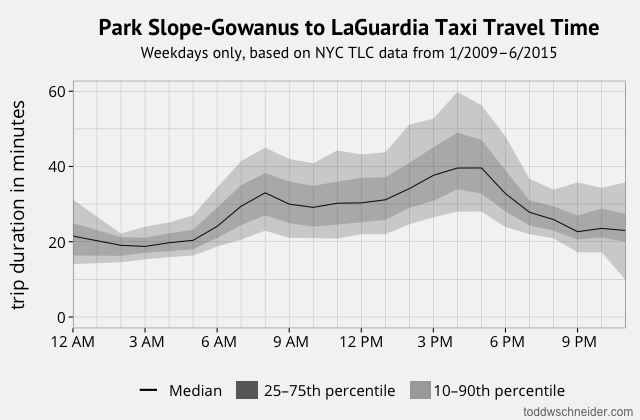 Park Slope-Gowanus to LaGuardia Taxi Travel Time
Weekdays only, based on NYC TLC data from 1/2009–6/2015
trip duration in minutes
60
40
20
0
12 AM 3 AM 6 AM 9 AM 12 PM 3 PM 6 PM 9 PM
Median 25–75th percentile 10–90th percentile
toddwschneider.com